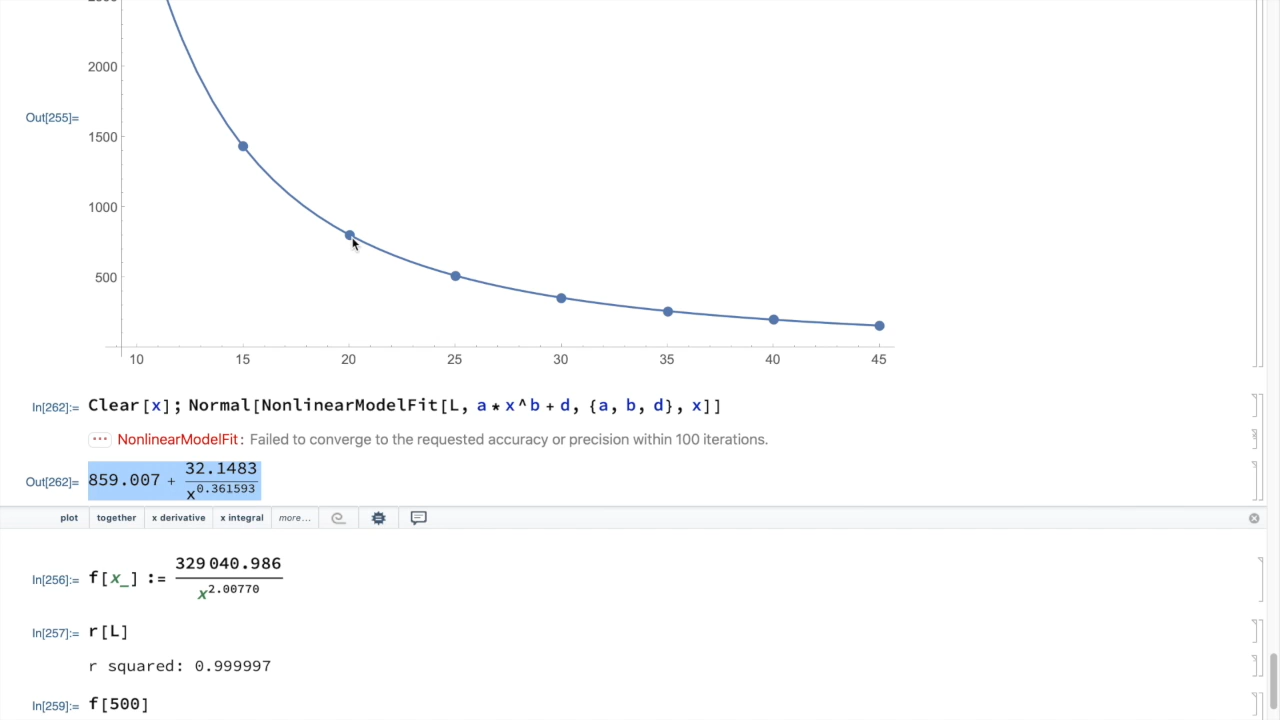 2000
Out[255]=
1500
1000
500
10 15 20 25 30 35 40 45
In[262]:= Clear[x]; Normal[NonlinearModelFit[L, a*x^b+d, {a, b, d}, x]]
··· NonlinearModelFit: Failed to converge to the requested accuracy or precision within 100 iterations.
32.1483
Out[262]= 859.007 +
x^0.361593
plot together x derivative x integral more...
329 040.986
In[256]:= f[x_] :=
x^2.00770
In[257]:= r[L]
r squared: 0.999997
In[259]:= f[500]